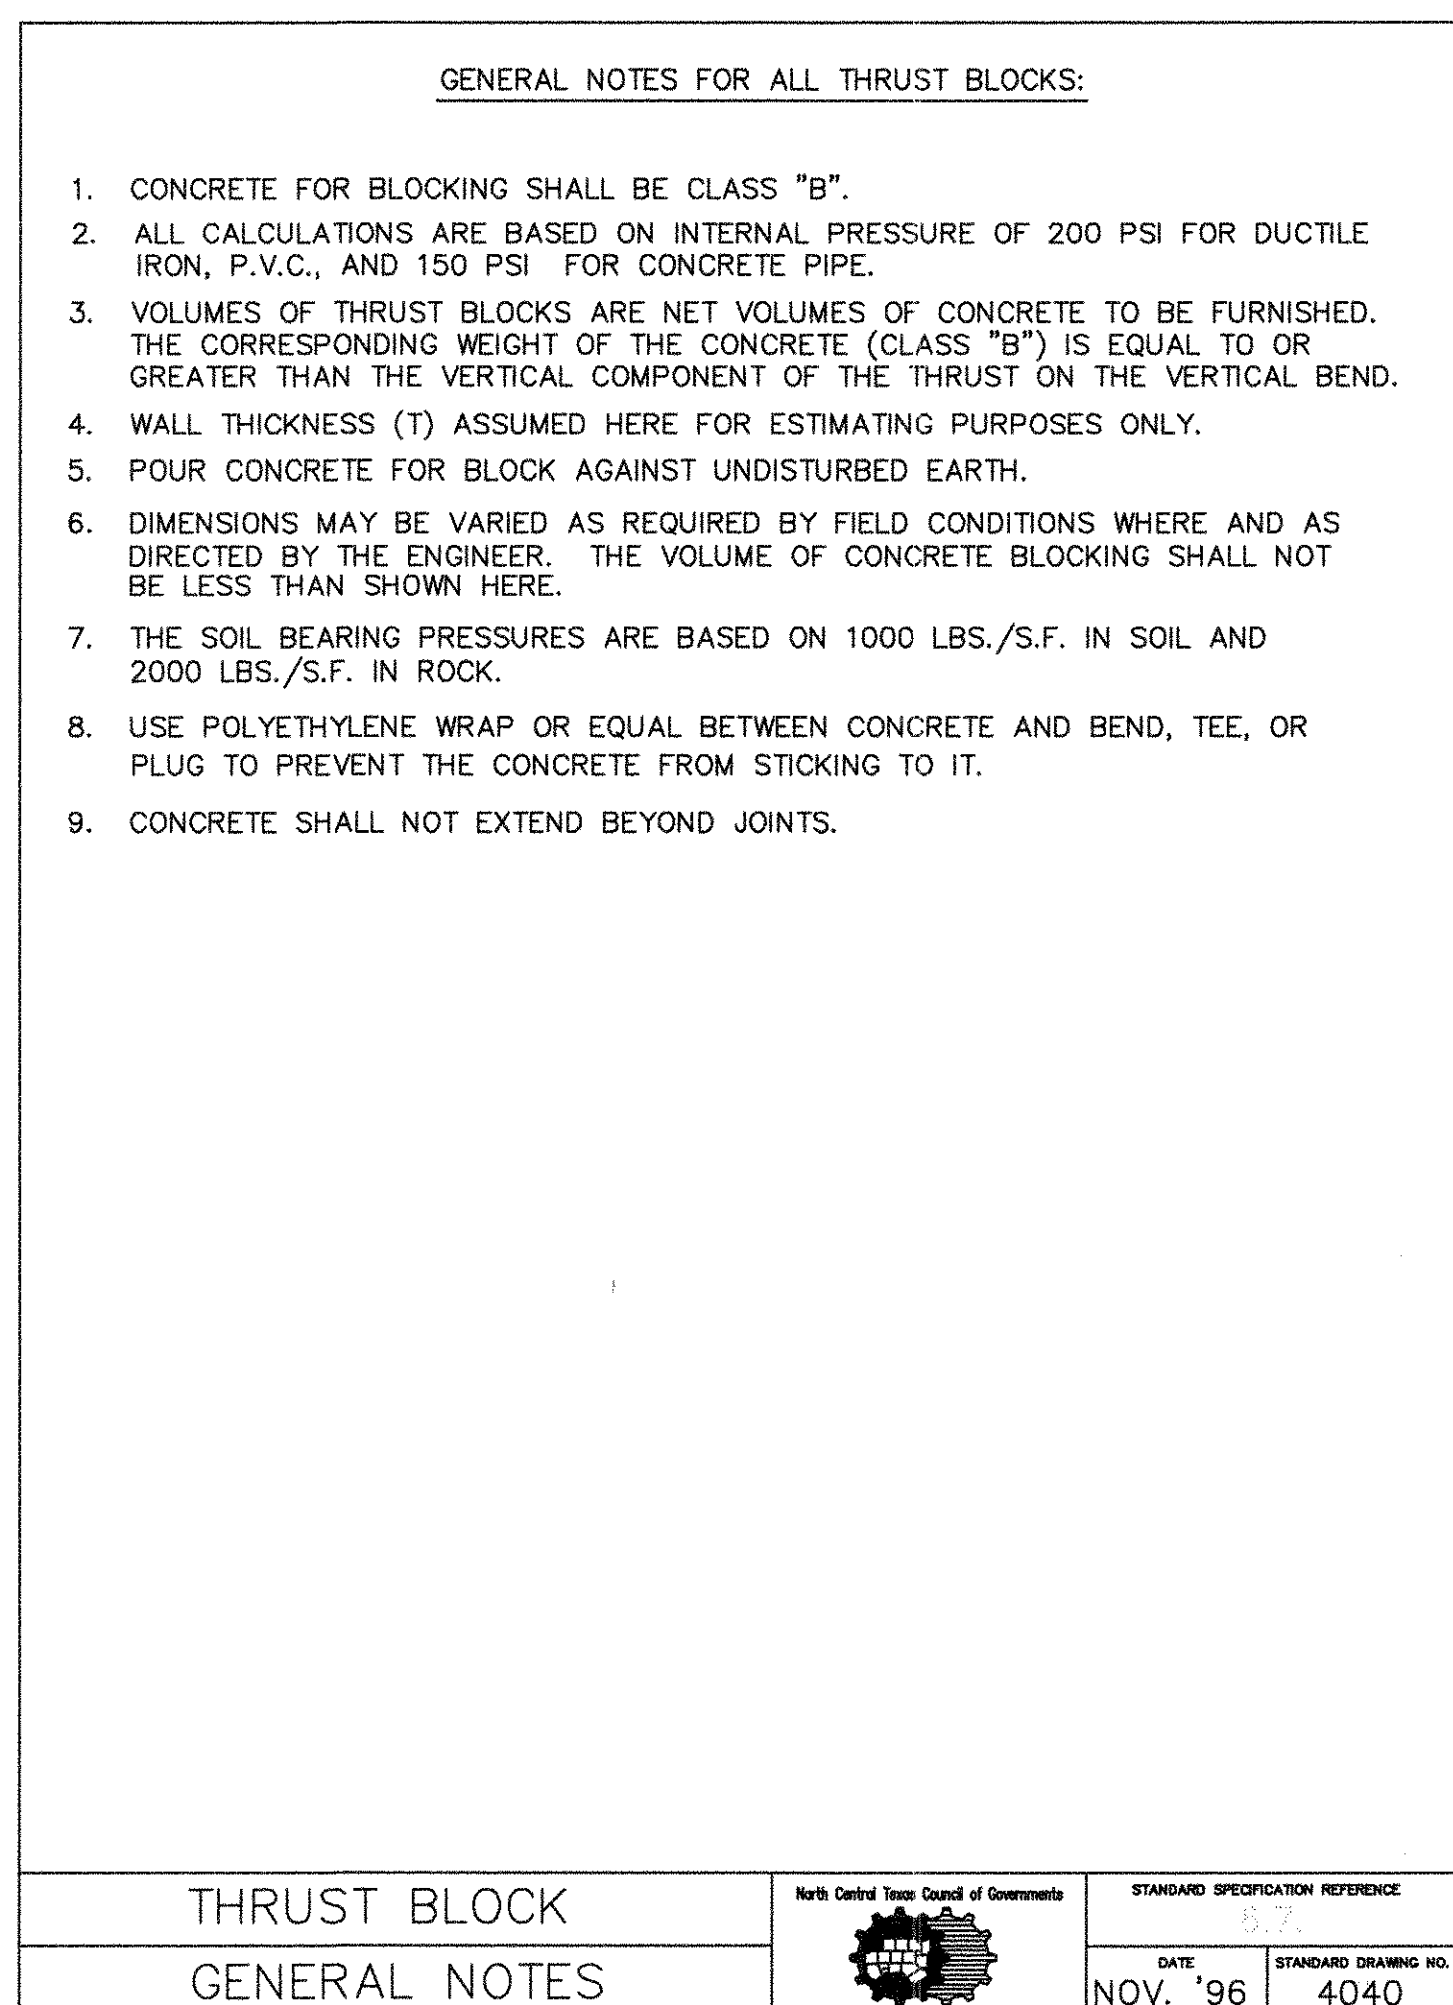 GENERAL NOTES FOR ALL THRUST BLOCKS:
1. CONCRETE FOR BLOCKING SHALL BE CLASS "B".
2. ALL CALCULATIONS ARE BASED ON INTERNAL PRESSURE OF 200 PSI FOR DUCTILE
IRON, P.V.C., AND 150 PSI FOR CONCRETE PIPE.
3. VOLUMES OF THRUST BLOCKS ARE NET VOLUMES OF CONCRETE TO BE FURNISHED.
THE CORRESPONDING WEIGHT OF THE CONCRETE (CLASS "B") IS EQUAL TO OR
GREATER THAN THE VERTICAL COMPONENT OF THE THRUST ON THE VERTICAL BEND.
4. WALL THICKNESS (T) ASSUMED HERE FOR ESTIMATING PURPOSES ONLY.
5. POUR CONCRETE FOR BLOCK AGAINST UNDISTURBED EARTH.
6. DIMENSIONS MAY BE VARIED AS REQUIRED BY FIELD CONDITIONS WHERE AND AS
DIRECTED BY THE ENGINEER. THE VOLUME OF CONCRETE BLOCKING SHALL NOT
BE LESS THAN SHOWN HERE.
7. THE SOIL BEARING PRESSURES ARE BASED ON 1000 LBS./S.F. IN SOIL AND
2000 LBS./S.F. IN ROCK.
8. USE POLYETHYLENE WRAP OR EQUAL BETWEEN CONCRETE AND BEND, TEE, OR
PLUG TO PREVENT THE CONCRETE FROM STICKING TO IT.
9. CONCRETE SHALL NOT EXTEND BEYOND JOINTS.
THRUST BLOCK
GENERAL NOTES
North Central Texas Council of Governments
STANDARD SPECIFICATION REFERENCE
DATE
NOV. '96
STANDARD DRAWING NO.
4040